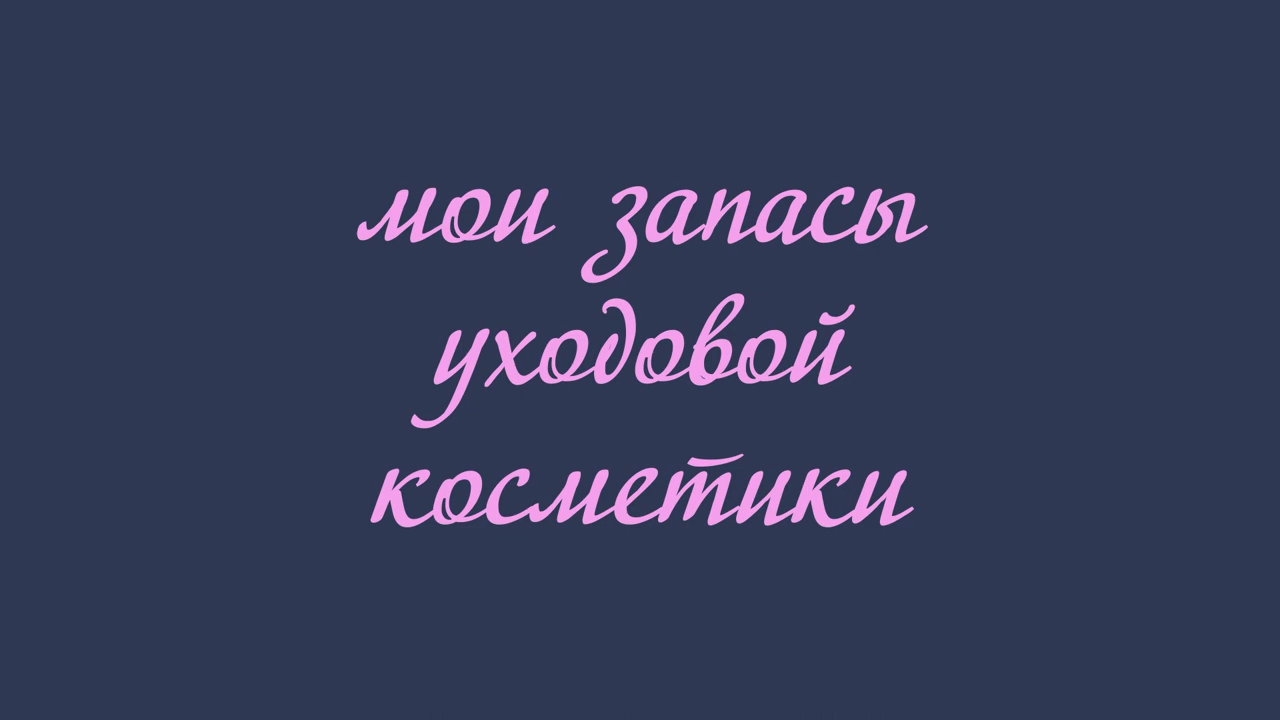 мои запасы
уходовой
косметики